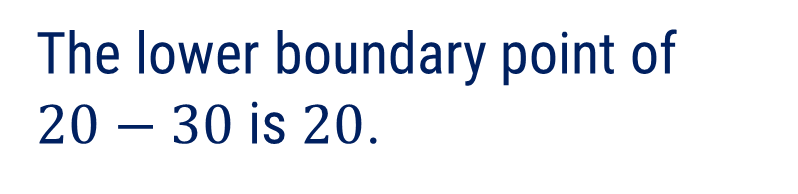 The lower boundary point of
20 − 30 is 20.